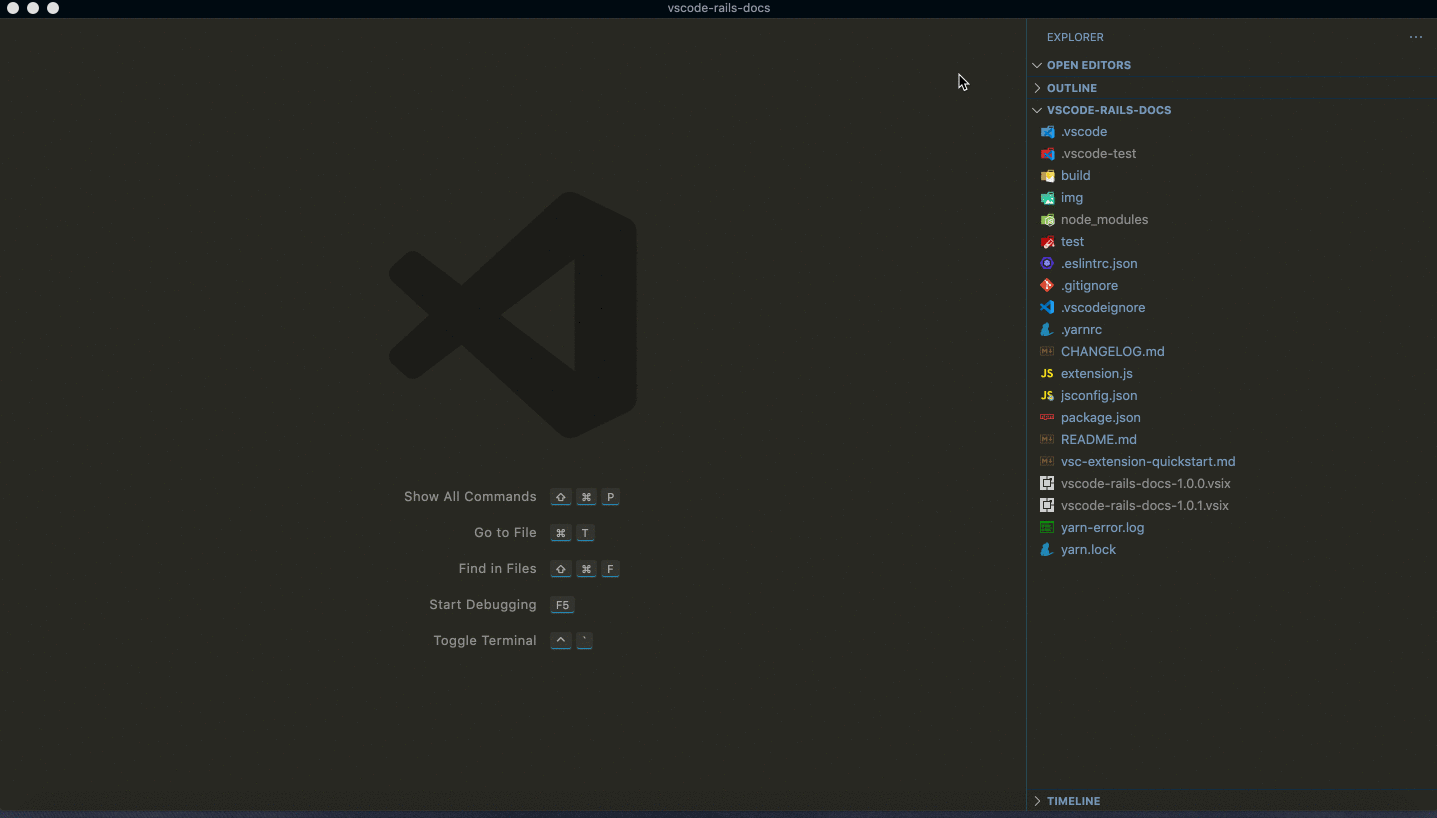 vscode-rails-docs
Show All Commands ⇧ ⌘ P
Go to File ⌘ T
Find in Files ⇧ ⌘ F
Start Debugging F5
Toggle Terminal ^ `
EXPLORER
OPEN EDITORS
OUTLINE
VSCODE-RAILS-DOCS
.vscode
.vscode-test
build
img
node_modules
test
.eslintrc.json
.gitignore
.vscodeignore
.yarnrc
CHANGELOG.md
JS extension.js
JS jsconfig.json
package.json
README.md
vsc-extension-quickstart.md
vscode-rails-docs-1.0.0.vsix
vscode-rails-docs-1.0.1.vsix
yarn-error.log
yarn.lock
TIMELINE